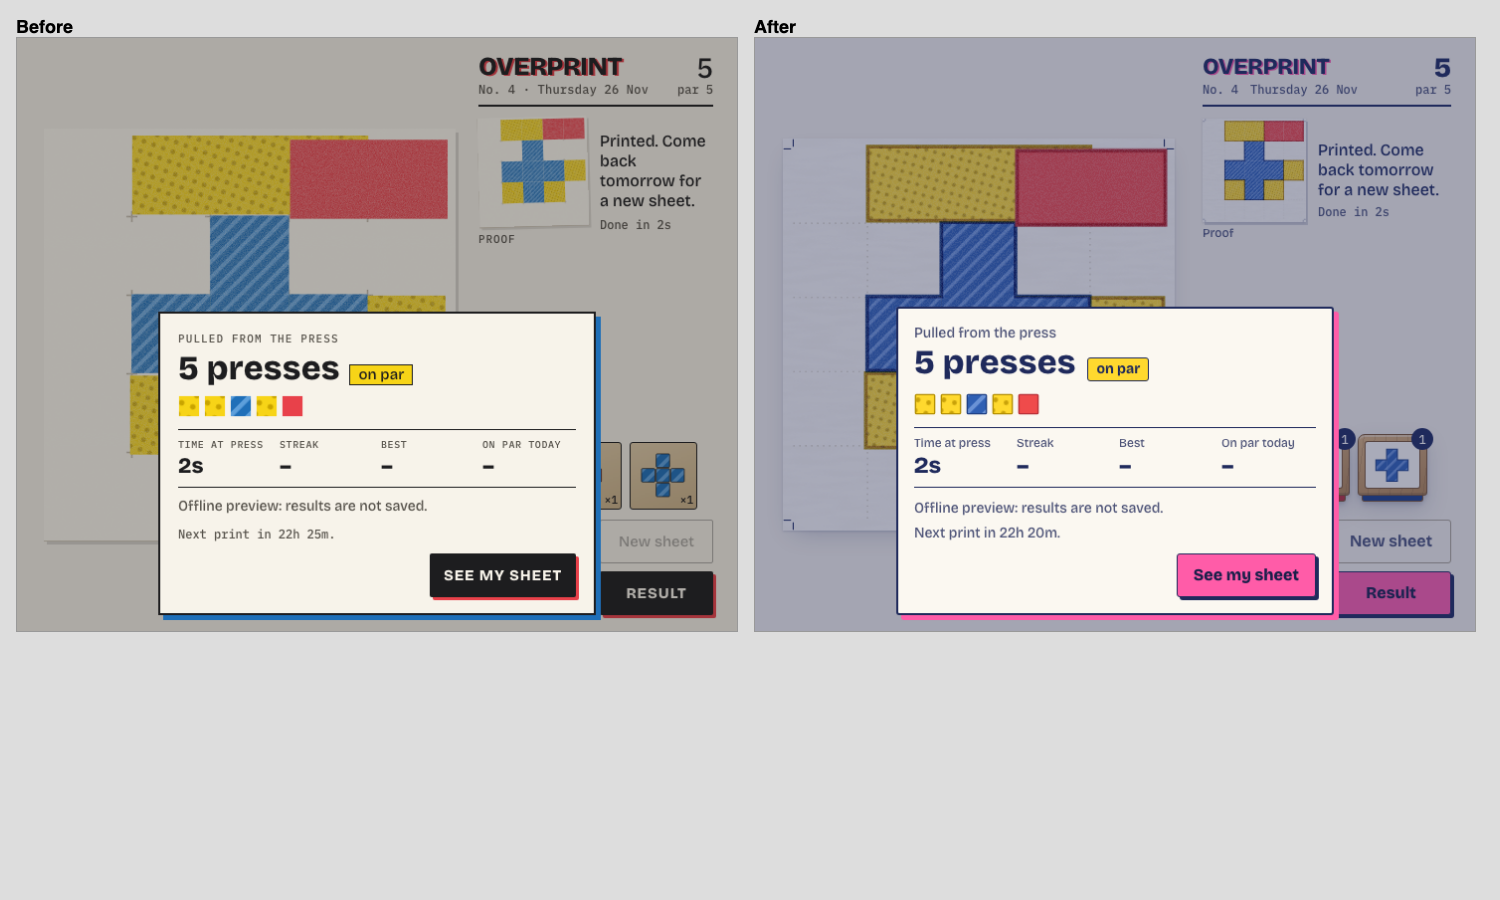 Before
OVERPRINT
5
No. 4 · Thursday 26 Nov
par 5
Printed. Come
back
tomorrow for
a new sheet.
Done in 2s
PROOF
PULLED FROM THE PRESS
5 presses
on par
TIME AT PRESS
STREAK
BEST
ON PAR TODAY
2s
–
–
–
Offline preview: results are not saved.
Next print in 22h 25m.
SEE MY SHEET
×1
×1
New sheet
RESULT
After
OVERPRINT
5
No. 4 Thursday 26 Nov
par 5
Printed. Come
back tomorrow
for a new sheet.
Done in 2s
Proof
Pulled from the press
5 presses
on par
Time at press
Streak
Best
On par today
2s
–
–
–
Offline preview: results are not saved.
Next print in 22h 20m.
See my sheet
1
1
New sheet
Result